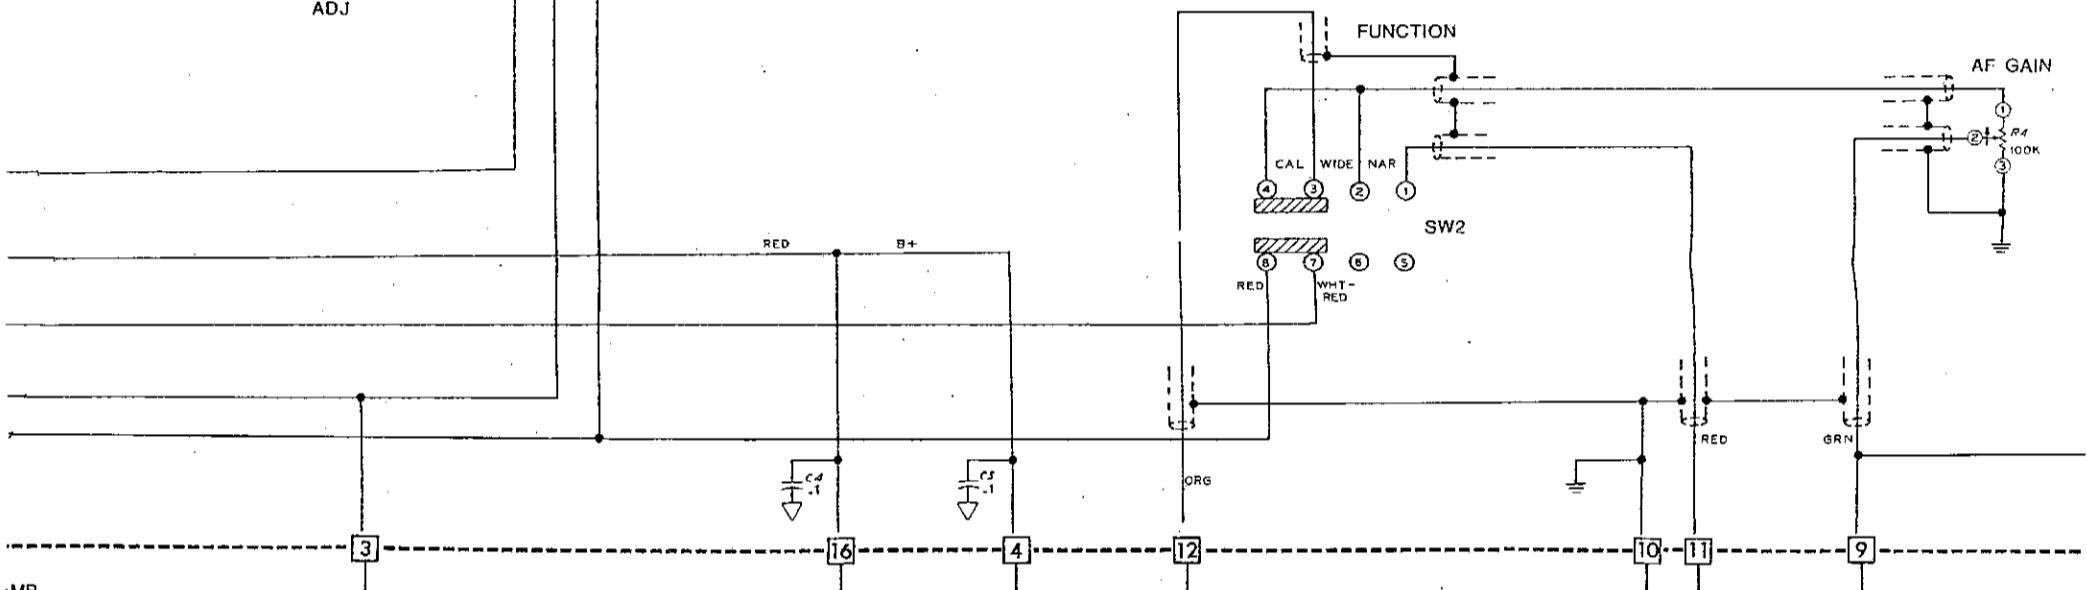 ADJ
FUNCTION
AF GAIN
1
2
R4
100K
3
CAL WIDE NAR
4 3 2 1
SW2
RED B+
8 7 6 5
RED WHT-
RED
RED
GRN
C4
.1
C5
.1
ORG
3 16 4 12 10 11 9